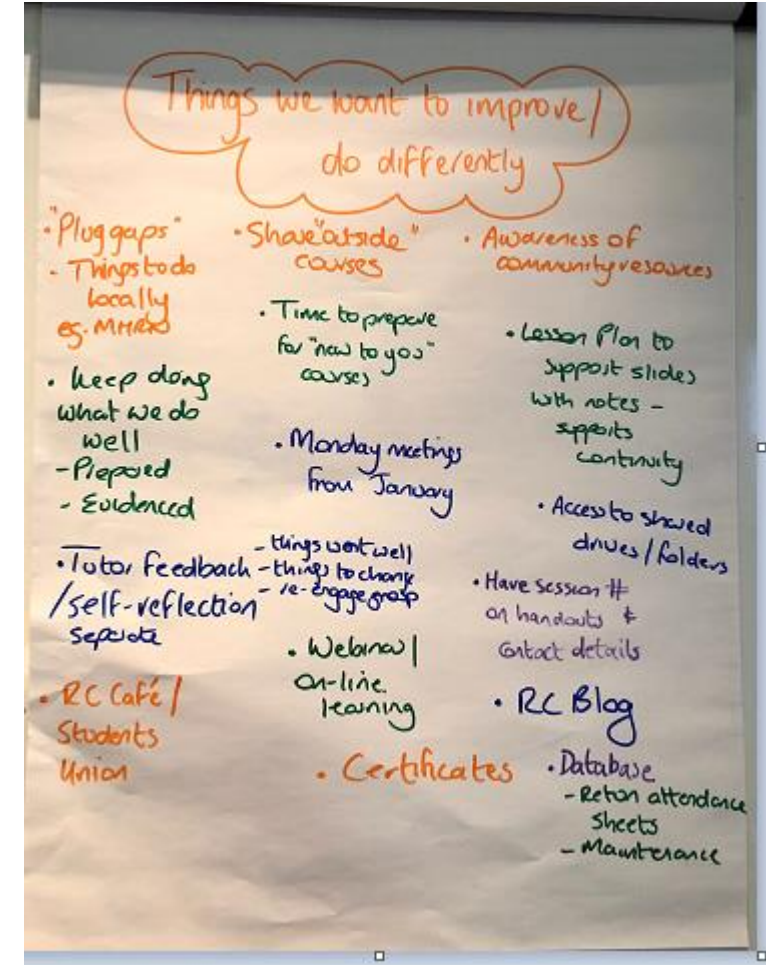 Things we want to improve/
do differently
• "Plug gaps"
- Things to do
locally
eg.
• Keep doing
what we do
well
- Prepared
- Evidenced
• Tutor feedback
/self-reflection
separate
• RC Café /
Students
Union
• Share "outside"
courses
• Time to prepare
for "new to you"
courses
• Monday meetings
from January
- things went well
- things to change
- re-engage group
• Webinar/
on-line
learning
• Certificates
• Awareness of
community resources
• Lesson Plan to
support slides
with notes -
supports
continuity
• Access to shared
drives/folders
• Have session #
on handouts &
contact details
• RC Blog
• Database
- Return attendance
sheets
- Maintenance